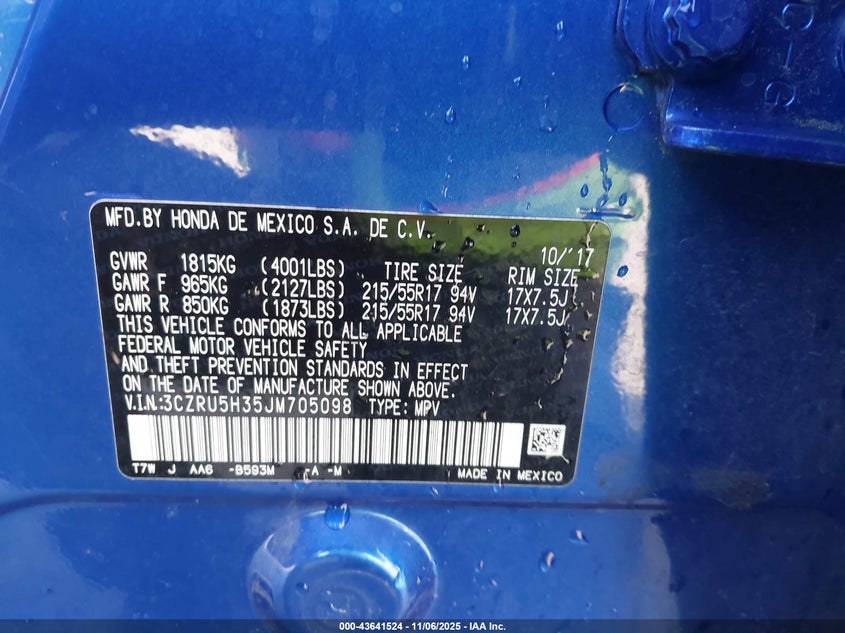 MFD.BY HONDA DE MEXICO S.A. DE C.V.
10/'17
GVWR 1815KG (4001LBS) TIRE SIZE RIM SIZE
GAWR F 965KG (2127LBS) 215/55R17 94V 17X7.5J
GAWR R 850KG (1873LBS) 215/55R17 94V 17X7.5J
THIS VEHICLE CONFORMS TO ALL APPLICABLE
FEDERAL MOTOR VEHICLE SAFETY
AND THEFT PREVENTION STANDARDS IN EFFECT
ON THE DATE OF MANUFACTURE SHOWN ABOVE.
V.I.N:3CZRU5H35JM705098 TYPE: MPV
T7W J AA6 -B593M -A -M
MADE IN MEXICO
000-43641524 | 11/06/2025 - IAA Inc.